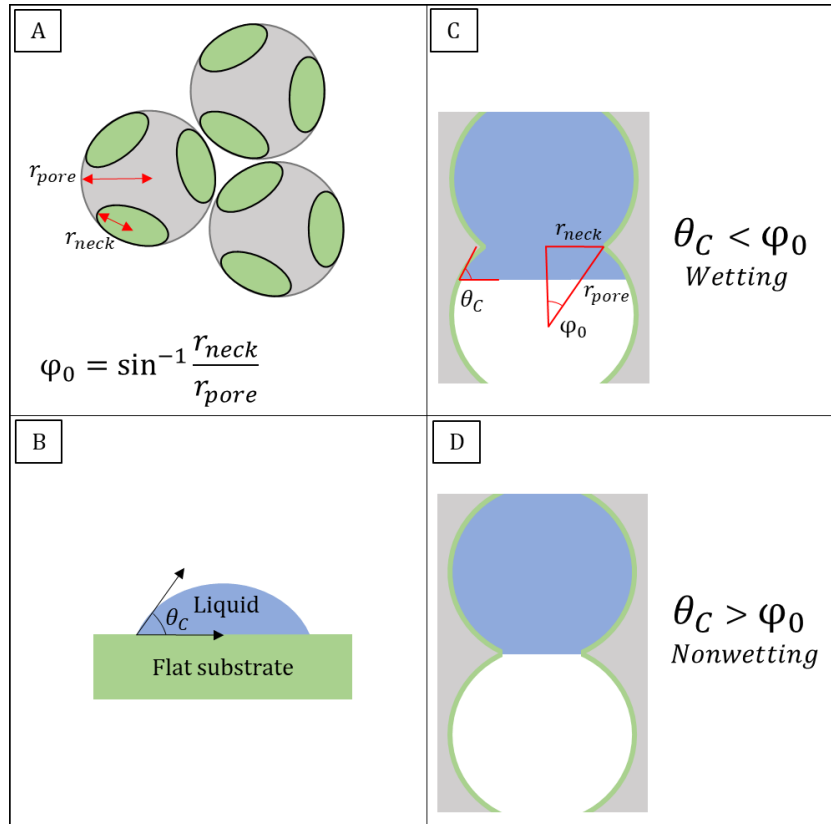 A
r_pore
r_neck
φ₀ = sin⁻¹ r_neck / r_pore
B
θ_C
Liquid
Flat substrate
C
r_neck
r_pore
θ_C
φ₀
θ_C < φ₀
Wetting
D
θ_C > φ₀
Nonwetting